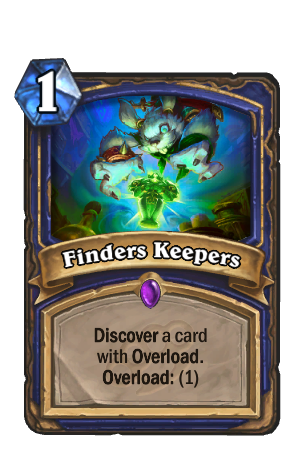 1
Finders Keepers
Discover a card
with Overload.
Overload: (1)